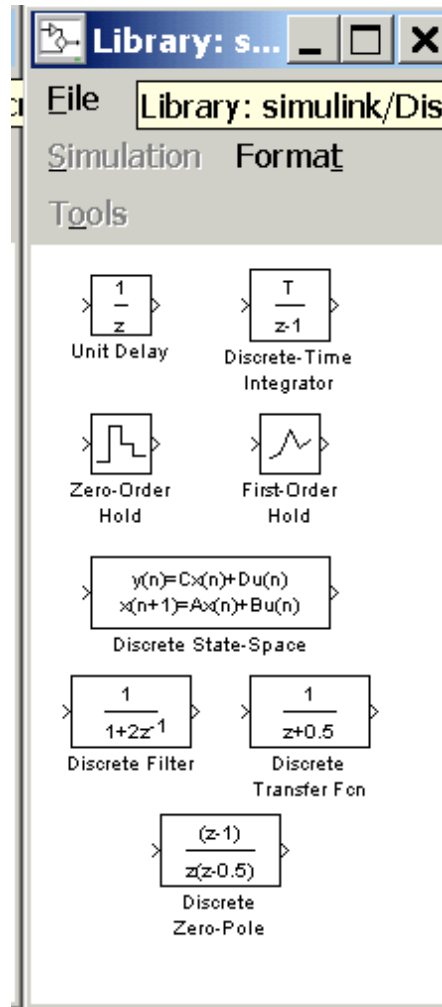 Library: s...
File
Library: simulink/Dis
Simulation Format
Tools
1
z
Unit Delay
T
z-1
Discrete-Time
Integrator
Zero-Order
Hold
First-Order
Hold
y(n)=Cx(n)+Du(n)
x(n+1)=Ax(n)+Bu(n)
Discrete State-Space
1
1+2z-1
Discrete Filter
1
z+0.5
Discrete
Transfer Fcn
(z-1)
z(z-0.5)
Discrete
Zero-Pole